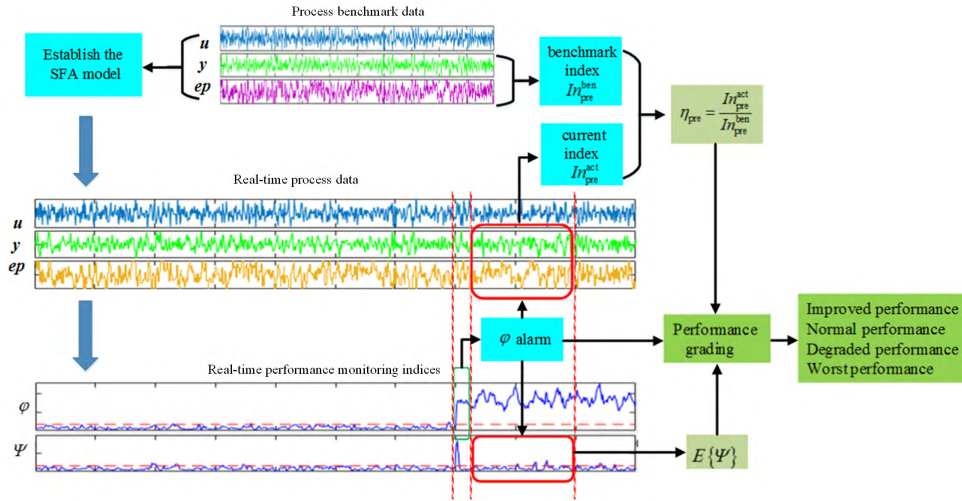 Process benchmark data
Establish the
SFA model
u
y
ep
benchmark
index
In_pre^ben
current
index
In_pre^act
η_pre = In_pre^act / In_pre^ben
Real-time process data
u
y
ep
φ alarm
Performance
grading
Improved performance
Normal performance
Degraded performance
Worst performance
Real-time performance monitoring indices
φ
Ψ
E{Ψ}